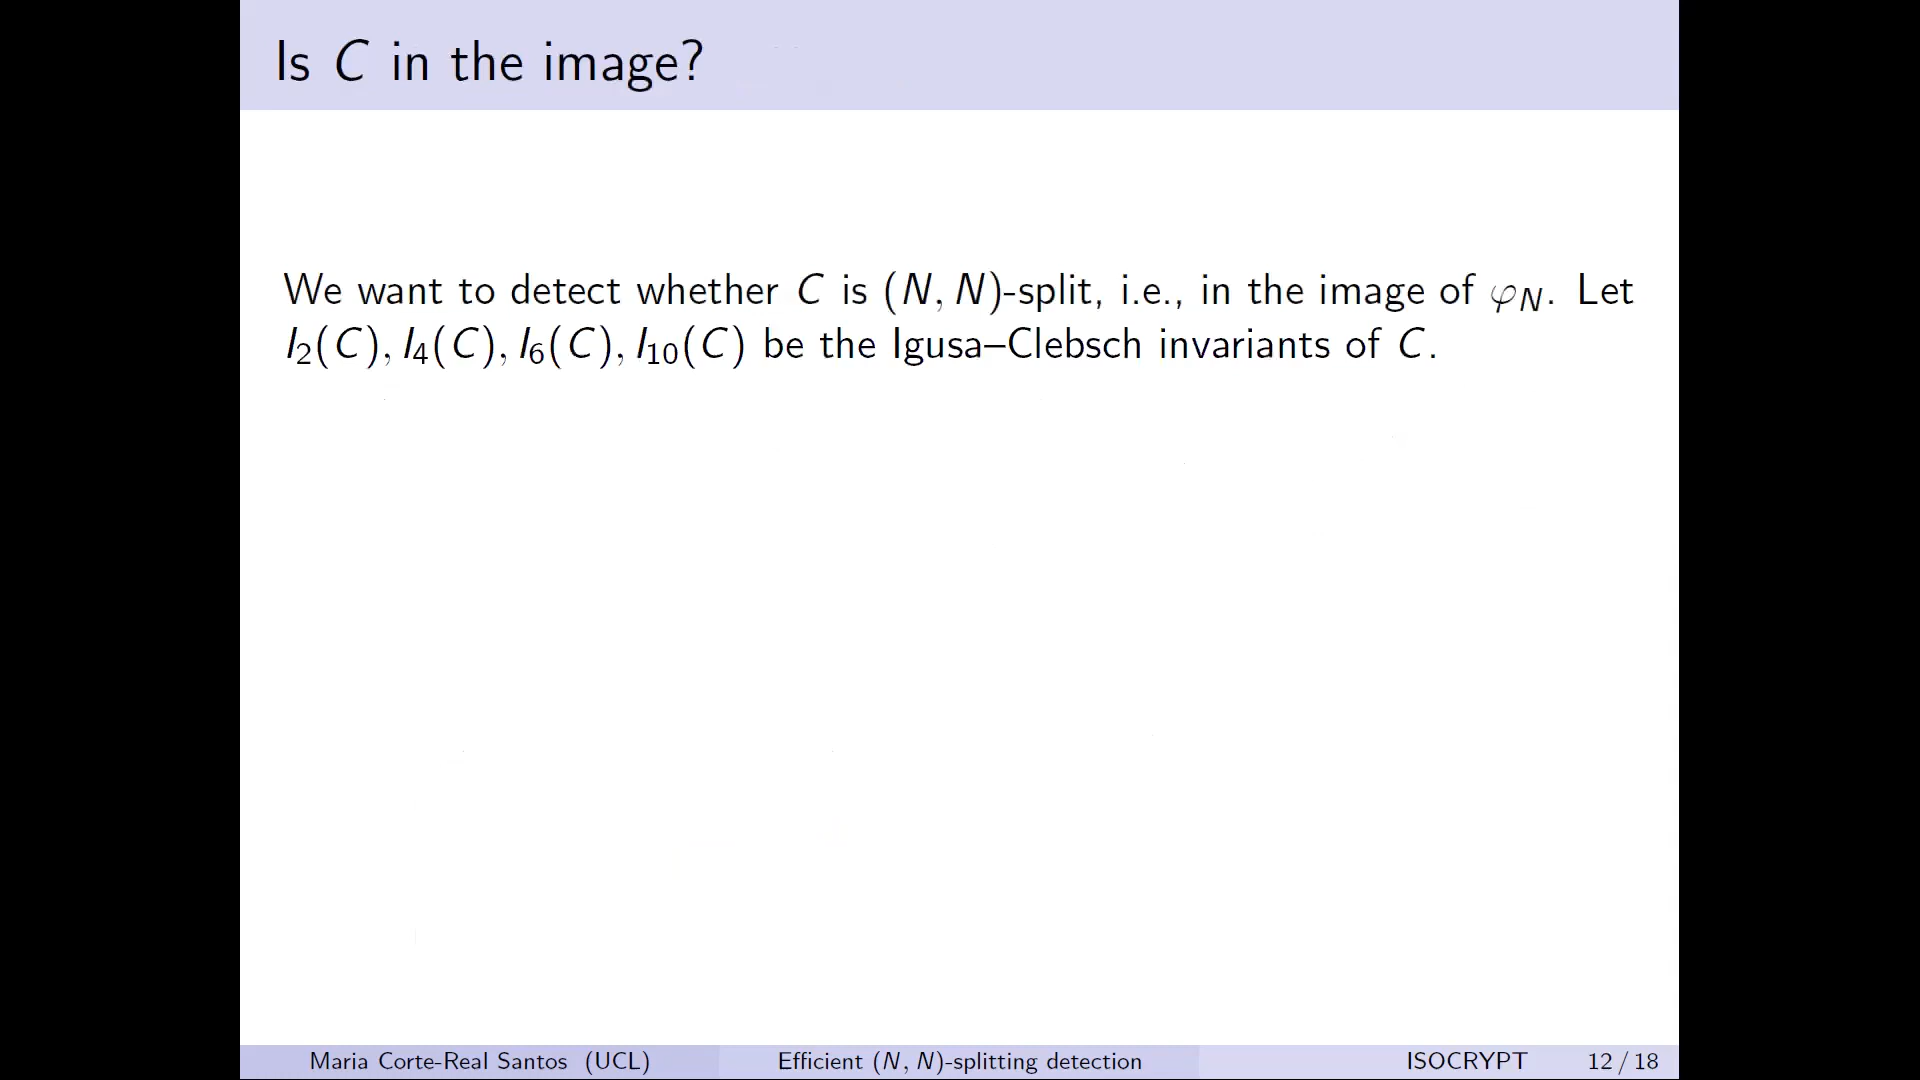 Is C in the image?
We want to detect whether C is (N, N)-split, i.e., in the image of φ_N. Let
I₂(C), I₄(C), I₆(C), I₁₀(C) be the Igusa–Clebsch invariants of C.
Maria Corte-Real Santos (UCL) Efficient (N, N)-splitting detection ISOCRYPT 12 / 18